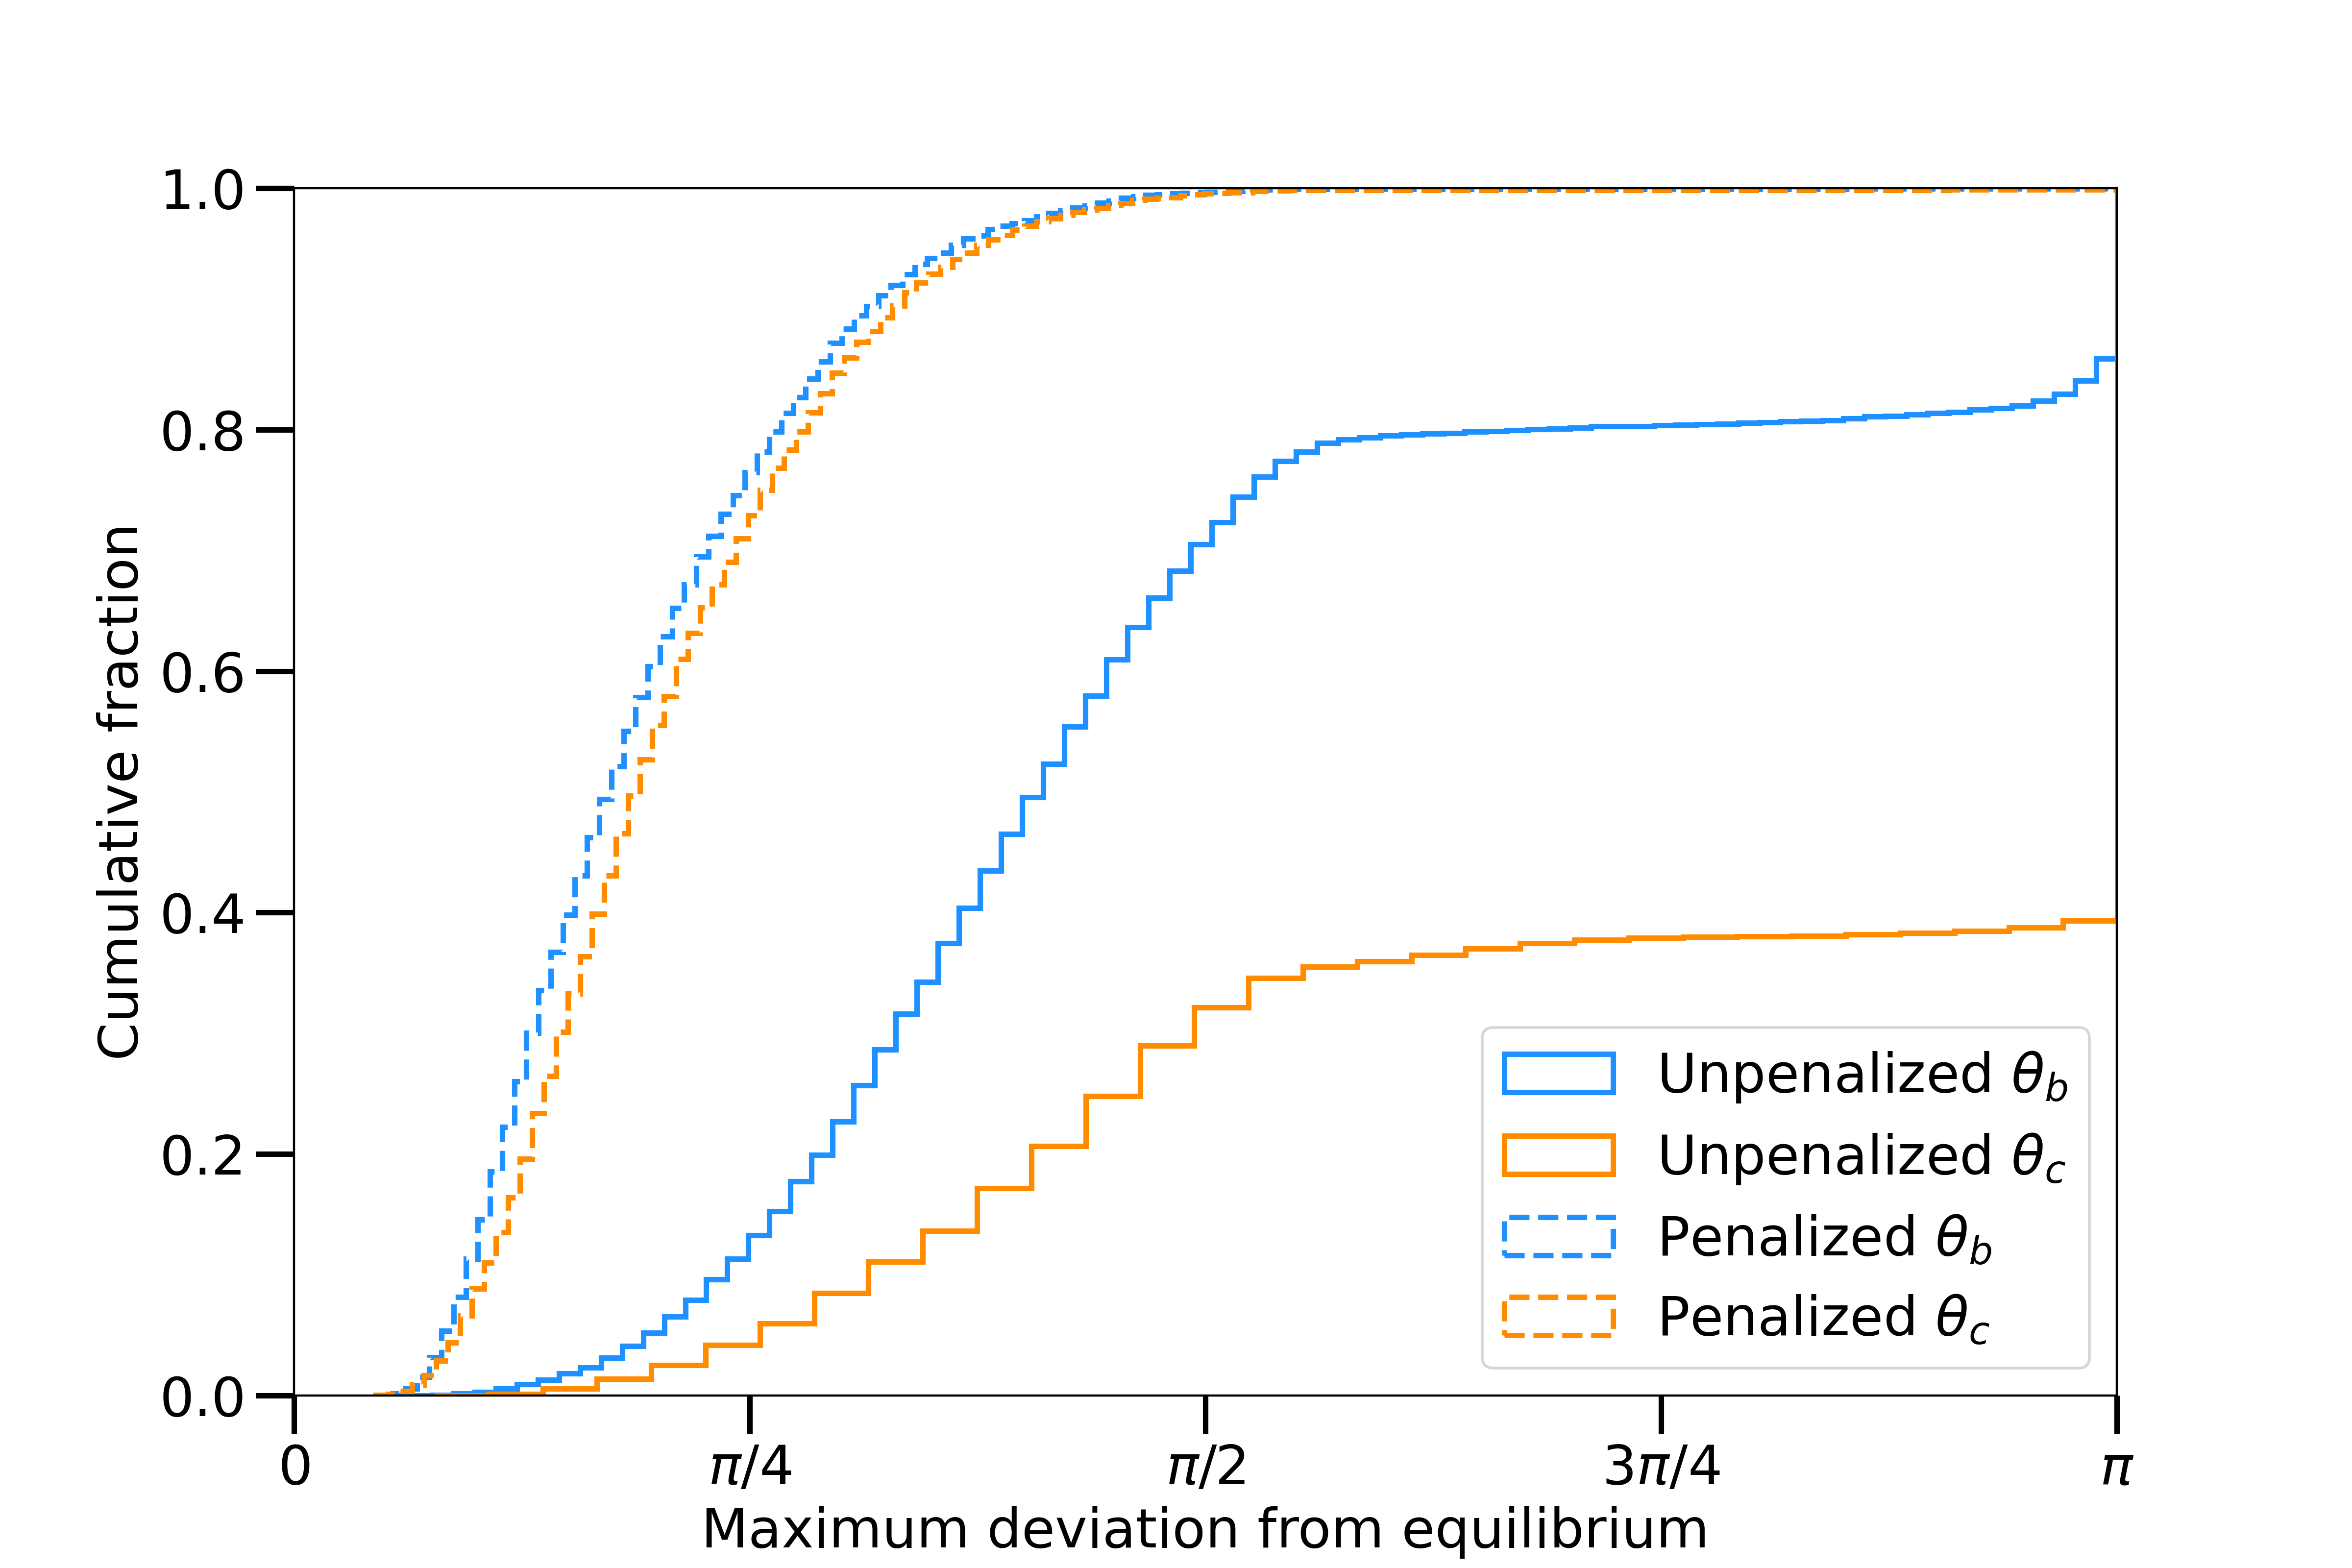 1.0
0.8
0.6
0.4
0.2
0.0
Cumulative fraction
Unpenalized θb
Unpenalized θc
Penalized θb
Penalized θc
0 π/4 π/2 3π/4 π
Maximum deviation from equilibrium